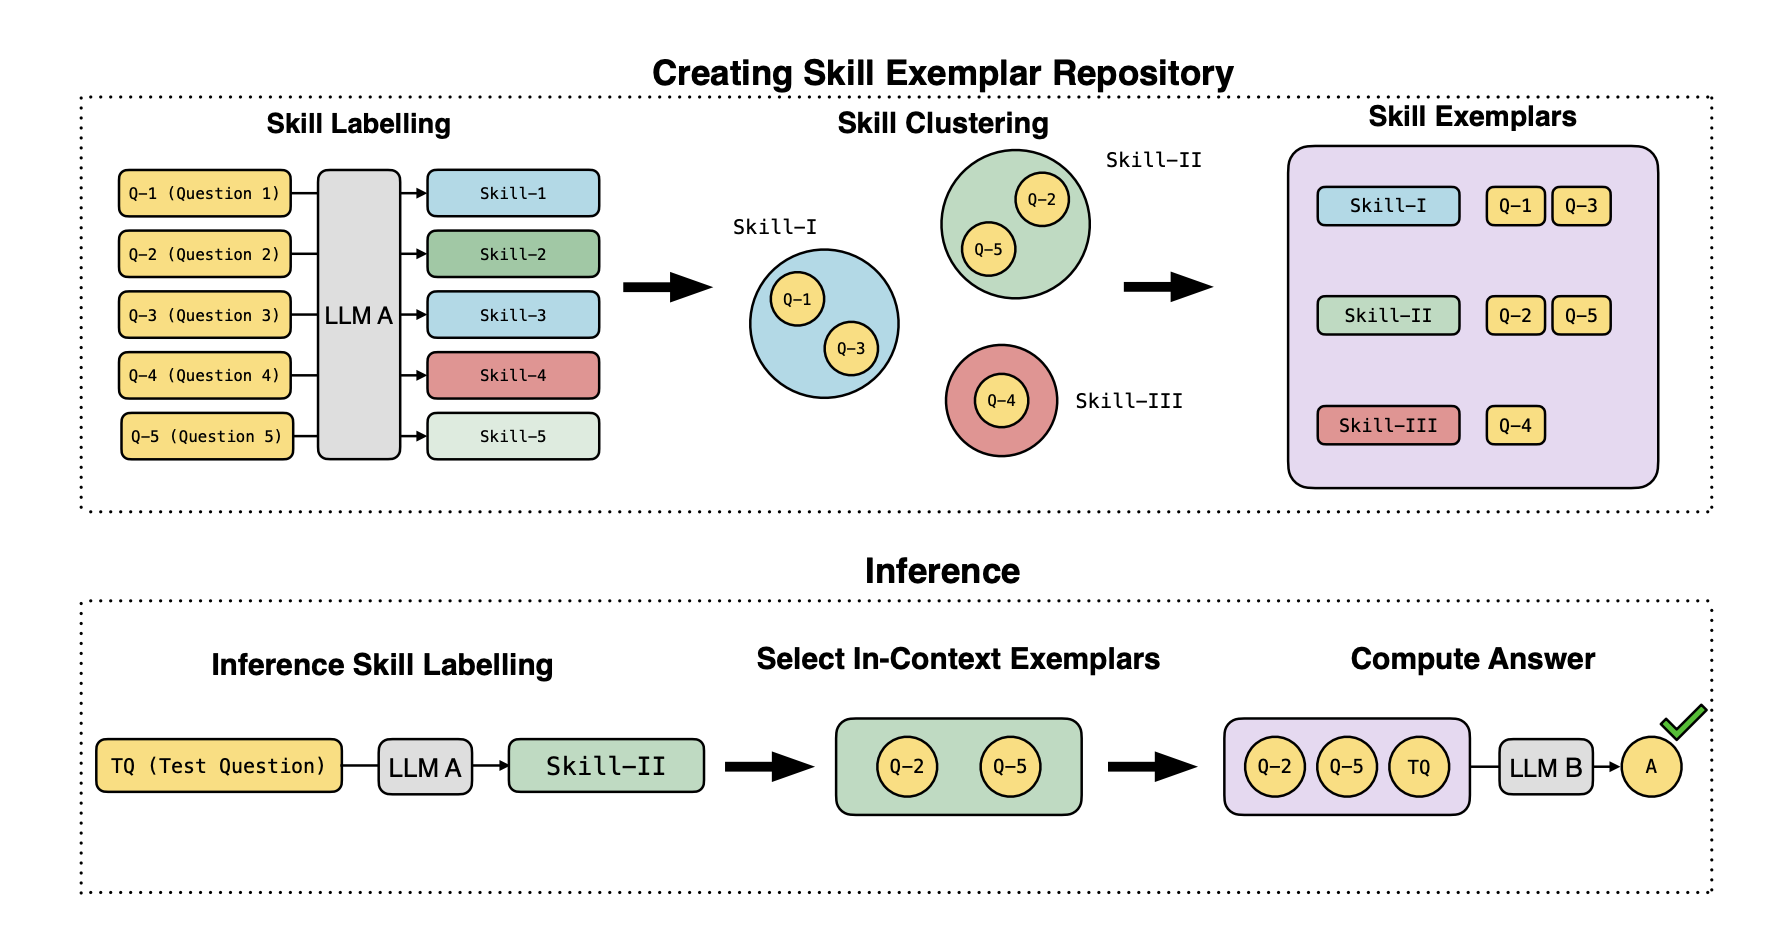 Creating Skill Exemplar Repository
Skill Labelling
Q-1 (Question 1)
Q-2 (Question 2)
Q-3 (Question 3)
Q-4 (Question 4)
Q-5 (Question 5)
LLM A
Skill-1
Skill-2
Skill-3
Skill-4
Skill-5
Skill Clustering
Skill-I
Q-1
Q-3
Skill-II
Q-2
Q-5
Skill-III
Q-4
Skill Exemplars
Skill-I Q-1 Q-3
Skill-II Q-2 Q-5
Skill-III Q-4
Inference
Inference Skill Labelling
TQ (Test Question) LLM A Skill-II
Select In-Context Exemplars
Q-2 Q-5
Compute Answer
Q-2 Q-5 TQ LLM B A